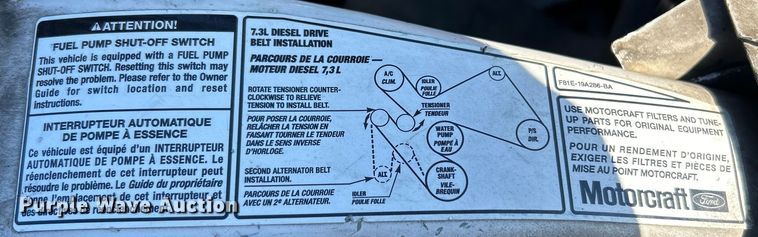 ATTENTION!
FUEL PUMP SHUT-OFF SWITCH
This vehicle is equipped with a FUEL PUMP
SHUT-OFF SWITCH. Resetting this switch may
resolve the problem. Please refer to the Owner
Guide for switch location and reset
instructions.
INTERRUPTEUR AUTOMATIQUE
DE POMPE À ESSENCE
Ce véhicule est équipé d'un INTERRUPTEUR
AUTOMATIQUE DE POMPE À ESSENCE. Le
réenclenchement de cet interrupteur peut
résoudre le problème. Le Guide du propriétaire
donne l'emplacement de cet interrupteur et
7.3L DIESEL DRIVE
BELT INSTALLATION
PARCOURS DE LA COURROIE —
MOTEUR DIESEL 7,3 L
ROTATE TENSIONER COUNTER-
CLOCKWISE TO RELIEVE
TENSION TO INSTALL BELT.
POUR POSER LA COURROIE,
RELÂCHER LA TENSION EN
FAISANT TOURNER LE TENDEUR
DANS LE SENS INVERSE
D'HORLOGE.
SECOND ALTERNATOR BELT
INSTALLATION.
PARCOURS DE LA COURROIE
AVEC UN 2e ALTERNATEUR.
A/C
CLIM.
IDLER
POULIE FOLLE
ALT.
TENSIONER
TENDEUR
WATER
PUMP
POMPE À
EAU
P/S
DIR.
ALT.
CRANK-
SHAFT
VILE-
BREQUIN
IDLER
POULIE FOLLE
F81E-19A286-BA
USE MOTORCRAFT FILTERS AND TUNE-
UP PARTS FOR ORIGINAL EQUIPMENT
PERFORMANCE.
POUR UN RENDEMENT D'ORIGINE,
EXIGER LES FILTRES ET PIÈCES DE
MISE AU POINT MOTORCRAFT.
Motorcraft
Ford
Purple Wave Auction